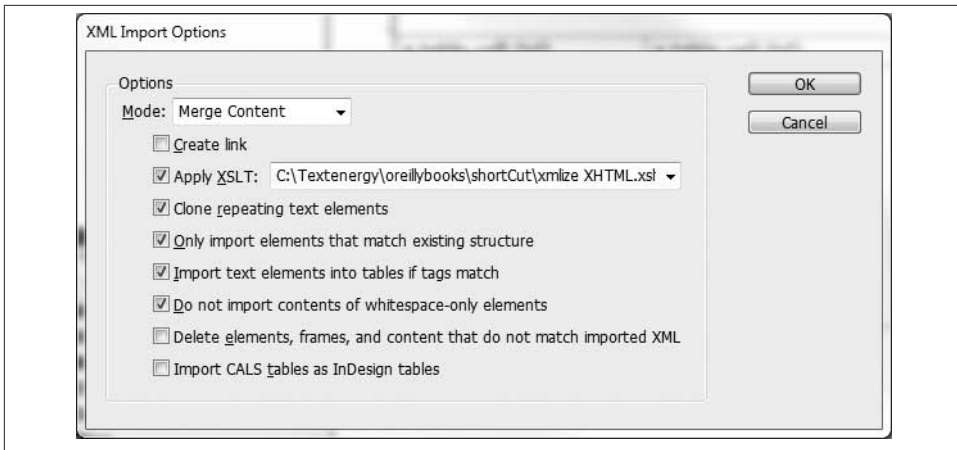 XML Import Options
Options
Mode: Merge Content
Create link
Apply XSLT: C:\Textenergy\oreillybooks\shortCut\xmlize XHTML.xsl
Clone repeating text elements
Only import elements that match existing structure
Import text elements into tables if tags match
Do not import contents of whitespace-only elements
Delete elements, frames, and content that do not match imported XML
Import CALS tables as InDesign tables
OK
Cancel